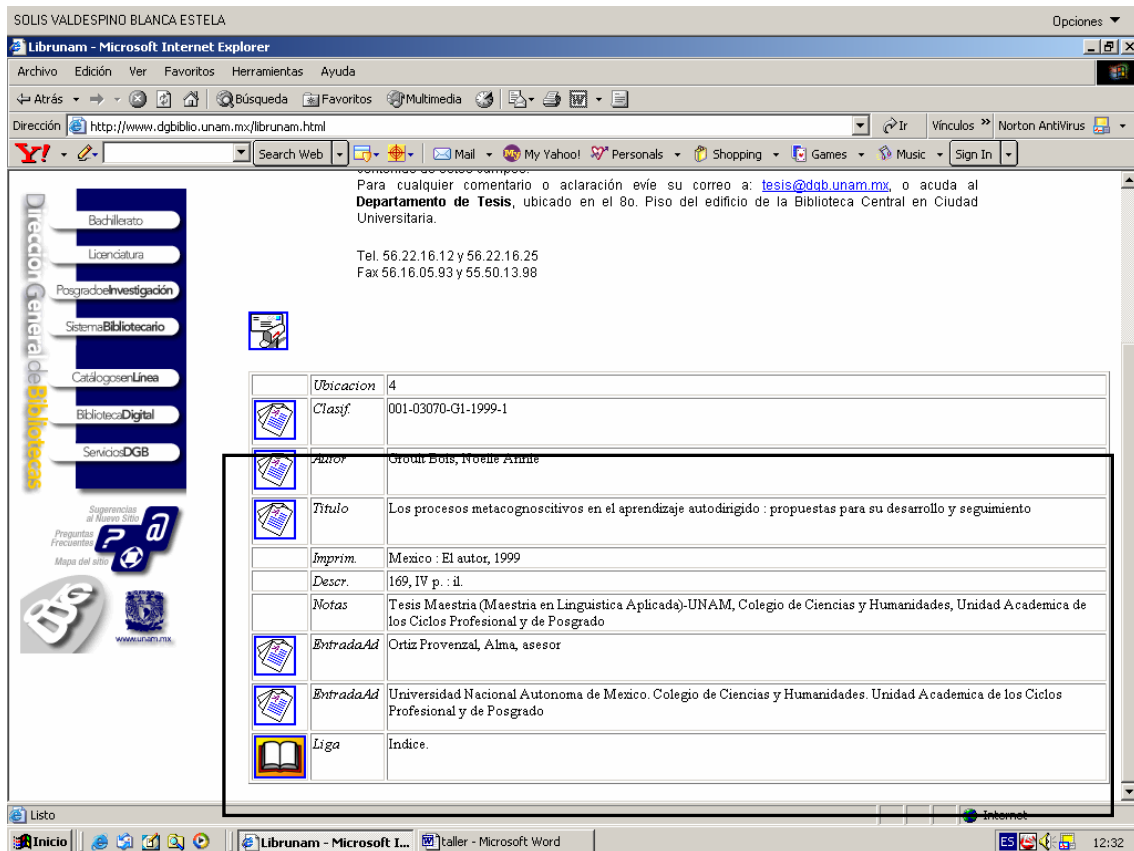 SOLIS VALDESPINO BLANCA ESTELA Opciones
Librunam - Microsoft Internet Explorer
Archivo Edición Ver Favoritos Herramientas Ayuda
Atrás Búsqueda Favoritos Multimedia
Dirección http://www.dgbiblio.unam.mx/librunam.html Ir Vínculos » Norton AntiVirus
Y! Search Web Mail My Yahoo! Personals Shopping Games Music Sign In
contenido de estos campos.
Para cualquier comentario o aclaración evíe su correo a: tesis@dgb.unam.mx, o acuda al
Departamento de Tesis, ubicado en el 8o. Piso del edificio de la Biblioteca Central en Ciudad
Universitaria.
Tel. 56.22.16.12 y 56.22.16.25
Fax 56.16.05.93 y 55.50.13.98
Dirección General de Bibliotecas
Bachillerato
Licenciatura
PosgradoeInvestigación
SistemaBibliotecario
CatálogosenLínea
BibliotecaDigital
ServiciosDGB
Sugerencias
al Nuevo Sitio
Preguntas
Frecuentes
Mapa del sitio
www.unam.mx
Ubicacion 4
Clasif. 001-03070-G1-1999-1
Autor Groult Bois, Noelle Annie
Titulo Los procesos metacognoscitivos en el aprendizaje autodirigido : propuestas para su desarrollo y seguimiento
Imprim. Mexico : El autor, 1999
Descr. 169, IV p. : il.
Notas Tesis Maestria (Maestria en Linguistica Aplicada)-UNAM, Colegio de Ciencias y Humanidades, Unidad Academica de
los Ciclos Profesional y de Posgrado
EntradaAd Ortiz Provenzal, Alma, asesor
EntradaAd Universidad Nacional Autonoma de Mexico. Colegio de Ciencias y Humanidades. Unidad Academica de los Ciclos
Profesional y de Posgrado
Liga Indice.
Listo Internet
Inicio Librunam - Microsoft I... taller - Microsoft Word ES 12:32